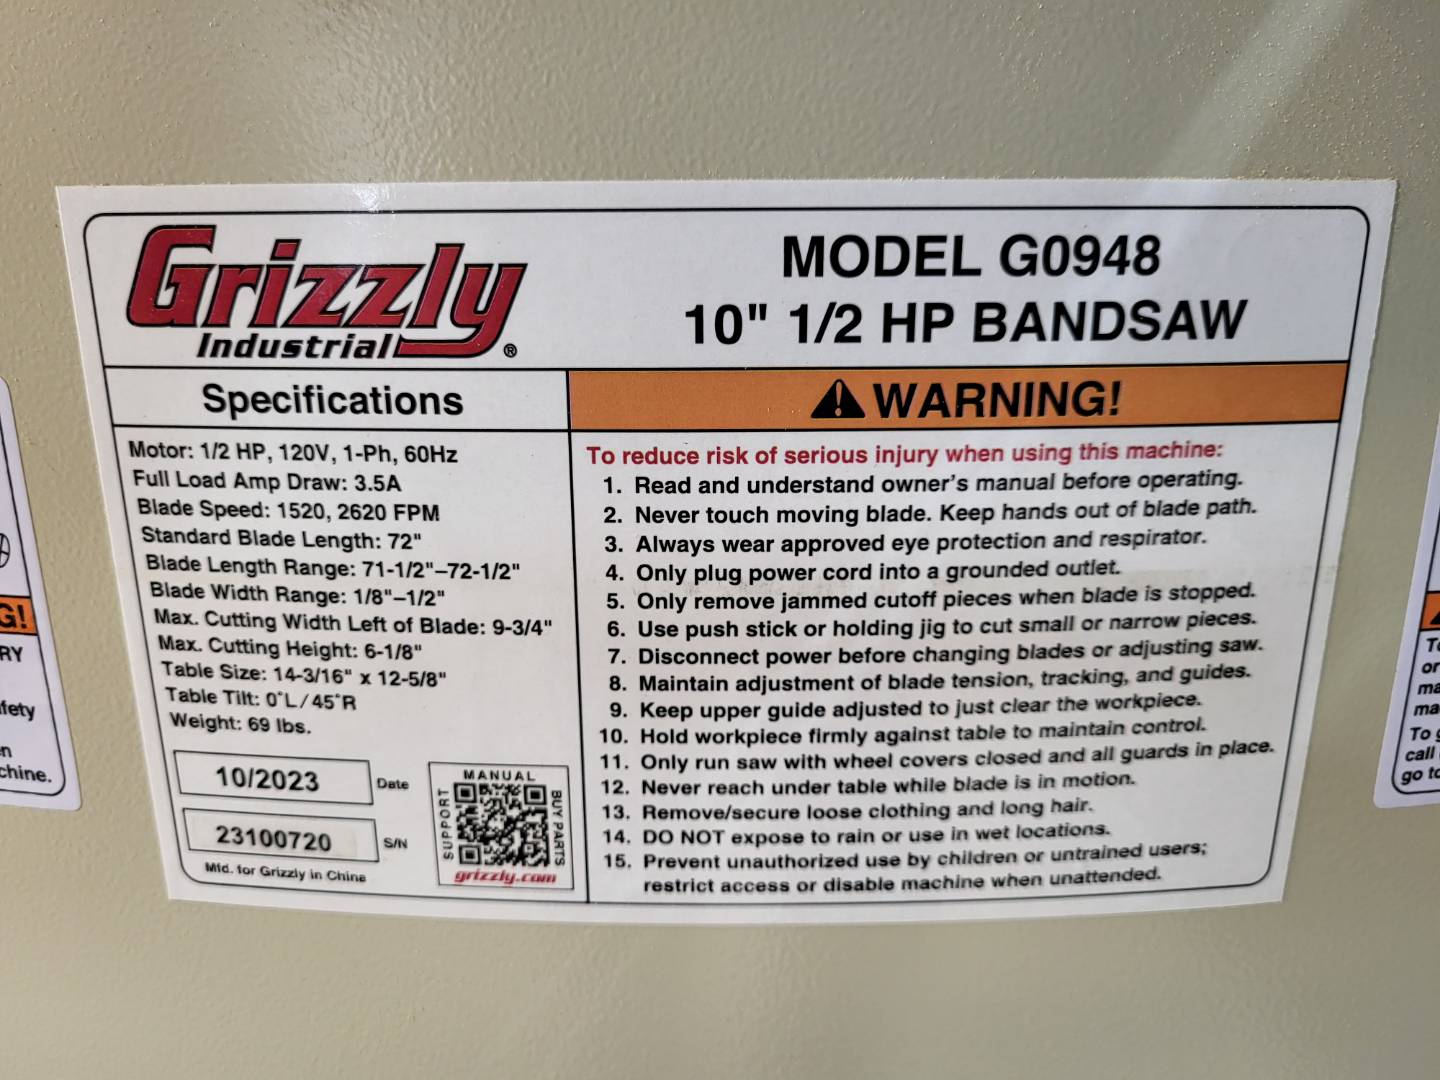 Grizzly
Industrial®
MODEL G0948
10" 1/2 HP BANDSAW
Specifications
Motor: 1/2 HP, 120V, 1-Ph, 60Hz
Full Load Amp Draw: 3.5A
Blade Speed: 1520, 2620 FPM
Standard Blade Length: 72"
Blade Length Range: 71-1/2"–72-1/2"
Blade Width Range: 1/8"–1/2"
Max. Cutting Width Left of Blade: 9-3/4"
Max. Cutting Height: 6-1/8"
Table Size: 14-3/16" x 12-5/8"
Table Tilt: 0°L/45°R
Weight: 69 lbs.
10/2023 Date
23100720 S/N
Mfd. for Grizzly in China
MANUAL
SUPPORT
BUY PARTS
grizzly.com
WARNING!
To reduce risk of serious injury when using this machine:
1. Read and understand owner's manual before operating.
2. Never touch moving blade. Keep hands out of blade path.
3. Always wear approved eye protection and respirator.
4. Only plug power cord into a grounded outlet.
5. Only remove jammed cutoff pieces when blade is stopped.
6. Use push stick or holding jig to cut small or narrow pieces.
7. Disconnect power before changing blades or adjusting saw.
8. Maintain adjustment of blade tension, tracking, and guides.
9. Keep upper guide adjusted to just clear the workpiece.
10. Hold workpiece firmly against table to maintain control.
11. Only run saw with wheel covers closed and all guards in place.
12. Never reach under table while blade is in motion.
13. Remove/secure loose clothing and long hair.
14. DO NOT expose to rain or use in wet locations.
15. Prevent unauthorized use by children or untrained users;
restrict access or disable machine when unattended.
G!
RY
fety
n
chine.
or
ma
ma
To
call
go to